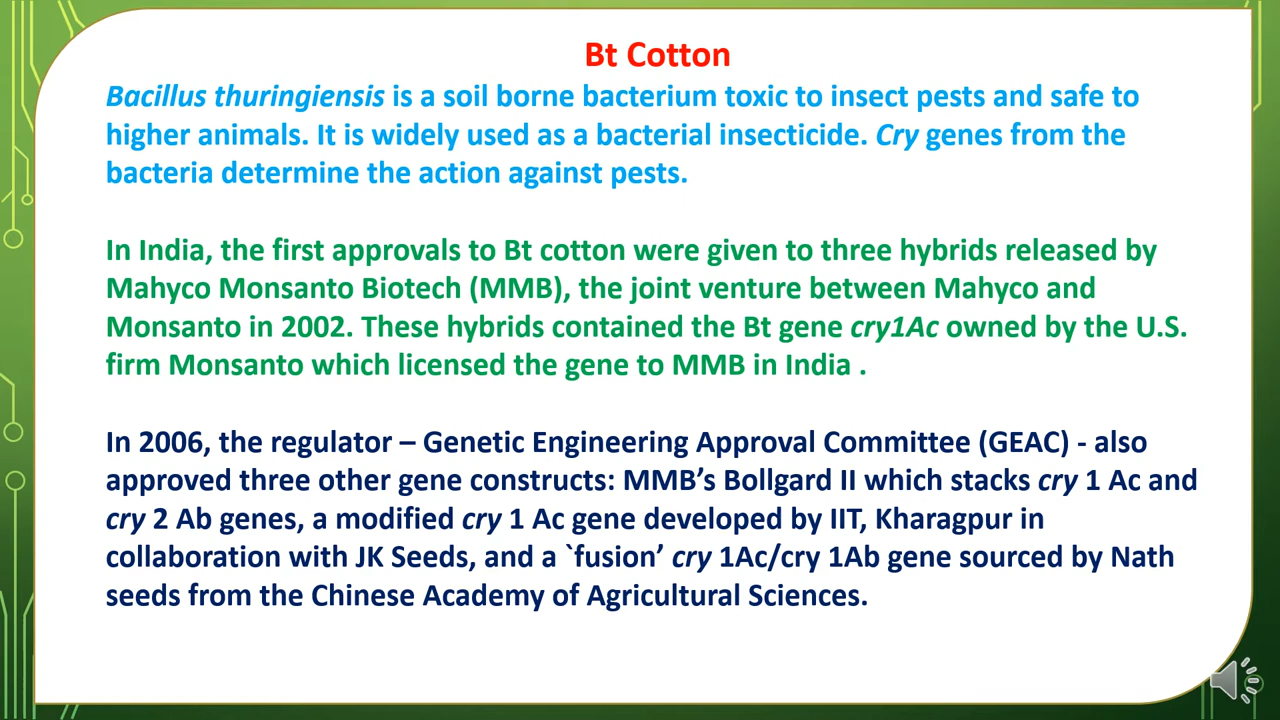 Bt Cotton
Bacillus thuringiensis is a soil borne bacterium toxic to insect pests and safe to
higher animals. It is widely used as a bacterial insecticide. Cry genes from the
bacteria determine the action against pests.
In India, the first approvals to Bt cotton were given to three hybrids released by
Mahyco Monsanto Biotech (MMB), the joint venture between Mahyco and
Monsanto in 2002. These hybrids contained the Bt gene cry1Ac owned by the U.S.
firm Monsanto which licensed the gene to MMB in India .
In 2006, the regulator – Genetic Engineering Approval Committee (GEAC) - also
approved three other gene constructs: MMB’s Bollgard II which stacks cry 1 Ac and
cry 2 Ab genes, a modified cry 1 Ac gene developed by IIT, Kharagpur in
collaboration with JK Seeds, and a `fusion’ cry 1Ac/cry 1Ab gene sourced by Nath
seeds from the Chinese Academy of Agricultural Sciences.